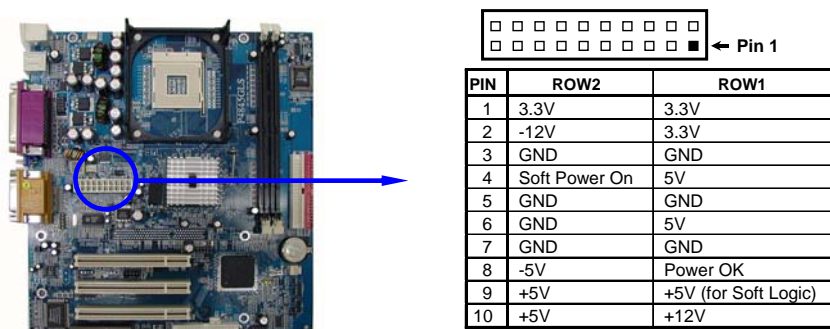 P4845GLS
Pin 1
PIN ROW2 ROW1
1 3.3V 3.3V
2 -12V 3.3V
3 GND GND
4 Soft Power On 5V
5 GND GND
6 GND 5V
7 GND GND
8 -5V Power OK
9 +5V +5V (for Soft Logic)
10 +5V +12V